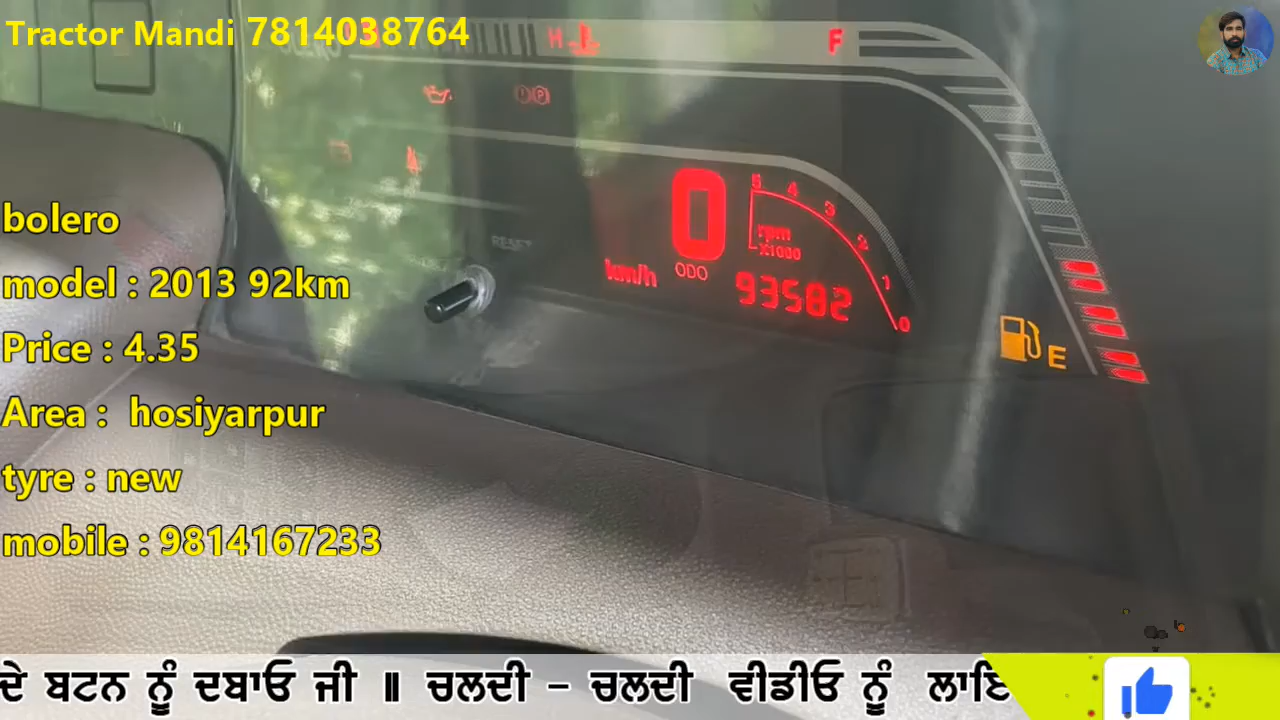 Tractor Mandi 7814038764
H
F
RESET
0
km/h
ODO
5 4 3 2 1 0
rpm
X1000
93582
E
bolero
model : 2013 92km
Price : 4.35
Area : hosiyarpur
tyre : new
mobile : 9814167233
ਦੇ ਬਟਨ ਨੂੰ ਦਬਾਓ ਜੀ ॥ ਚਲਦੀ - ਚਲਦੀ ਵੀਡੀਓ ਨੂੰ ਲਾਇ